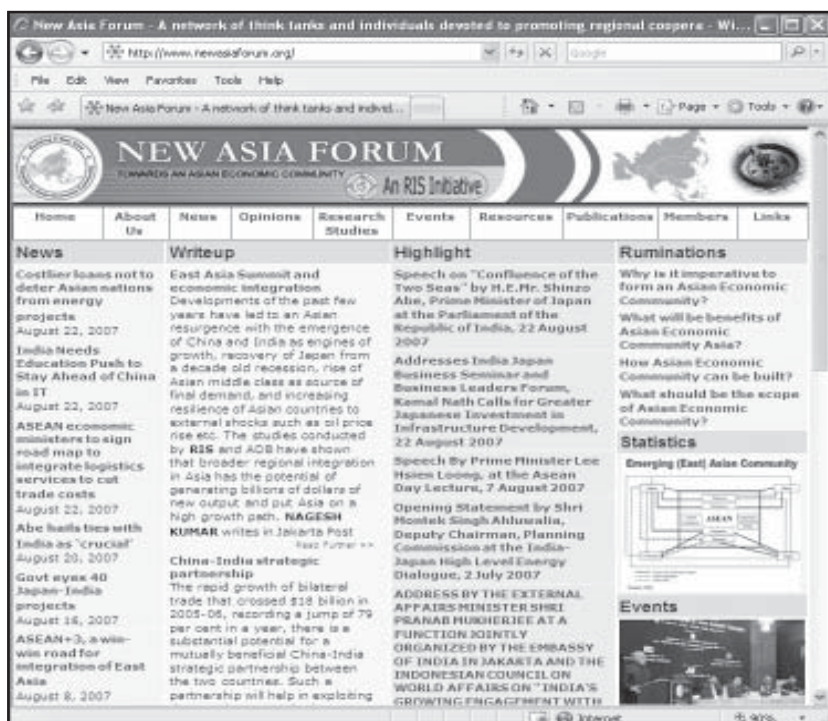 New Asia Forum - A network of think tanks and individuals devoted to promoting regional coopera - Wi...
http://www.newasiaforum.org/
Google
File Edit View Favorites Tools Help
New Asia Forum - A network of think tanks and individ...
Page Tools
NEW ASIA FORUM
TOWARDS AN ASIAN ECONOMIC COMMUNITY
An RIS Initiative
Home
About
Us
News
Opinions
Research
Studies
Events
Resources
Publications
Members
Links
News
Costlier loans not to
deter Asian nations
from energy
projects
August 22, 2007
India Needs
Education Push to
Stay Ahead of China
in IT
August 22, 2007
ASEAN economic
ministers to sign
road map to
integrate logistics
services to cut
trade costs
August 22, 2007
Abe hails ties with
India as 'crucial'
August 20, 2007
Govt eyes 40
Japan-India
projects
August 16, 2007
ASEAN+3, a win-
win road for
integration of East
Asia
August 8, 2007
Writeup
East Asia Summit and
economic integration
Developments of the past few
years have led to an Asian
resurgence with the emergence
of China and India as engines of
growth, recovery of Japan from
a decade old recession, rise of
Asian middle class as source of
final demand, and increasing
resilience of Asian countries to
external shocks such as oil price
rise etc. The studies conducted
by RIS and ADB have shown
that broader regional integration
in Asia has the potential of
generating billions of dollars of
new output and put Asia on a
high growth path. NAGESH
KUMAR writes in Jakarta Post
Read Further >>
China-India strategic
partnership
The rapid growth of bilateral
trade that crossed $18 billion in
2005-06, recording a jump of 79
per cent in a year, there is a
substantial potential for a
mutually beneficial China-India
strategic partnership between
the two countries. Such a
partnership will help in exploiting
Highlight
Speech on "Confluence of the
Two Seas" by H.E.Mr. Shinzo
Abe, Prime Minister of Japan
at the Parliament of the
Republic of India, 22 August
2007
Addresses India Japan
Business Seminar and
Business Leaders Forum,
Kamal Nath Calls for Greater
Japanese Investment in
Infrastructure Development,
22 August 2007
Speech By Prime Minister Lee
Hsien Loong, at the Asean
Day Lecture, 7 August 2007
Opening Statement by Shri
Montek Singh Ahluwalia,
Deputy Chairman, Planning
Commission at the India-
Japan High Level Energy
Dialogue, 2 July 2007
ADDRESS BY THE EXTERNAL
AFFAIRS MINISTER SHRI
PRANAB MUKHERJEE AT A
FUNCTION JOINTLY
ORGANIZED BY THE EMBASSY
OF INDIA IN JAKARTA AND THE
INDONESIAN COUNCIL ON
WORLD AFFAIRS ON "INDIA'S
GROWING ENGAGEMENT WITH
Ruminations
Why is it imperative to
form an Asian Economic
Community?
What will be benefits of
Asian Economic
Community Asia?
How Asian Economic
Community can be built?
What should be the scope
of Asian Economic
Community?
Statistics
Emerging (East) Asian Community
ASEAN
Events
Internet
90%